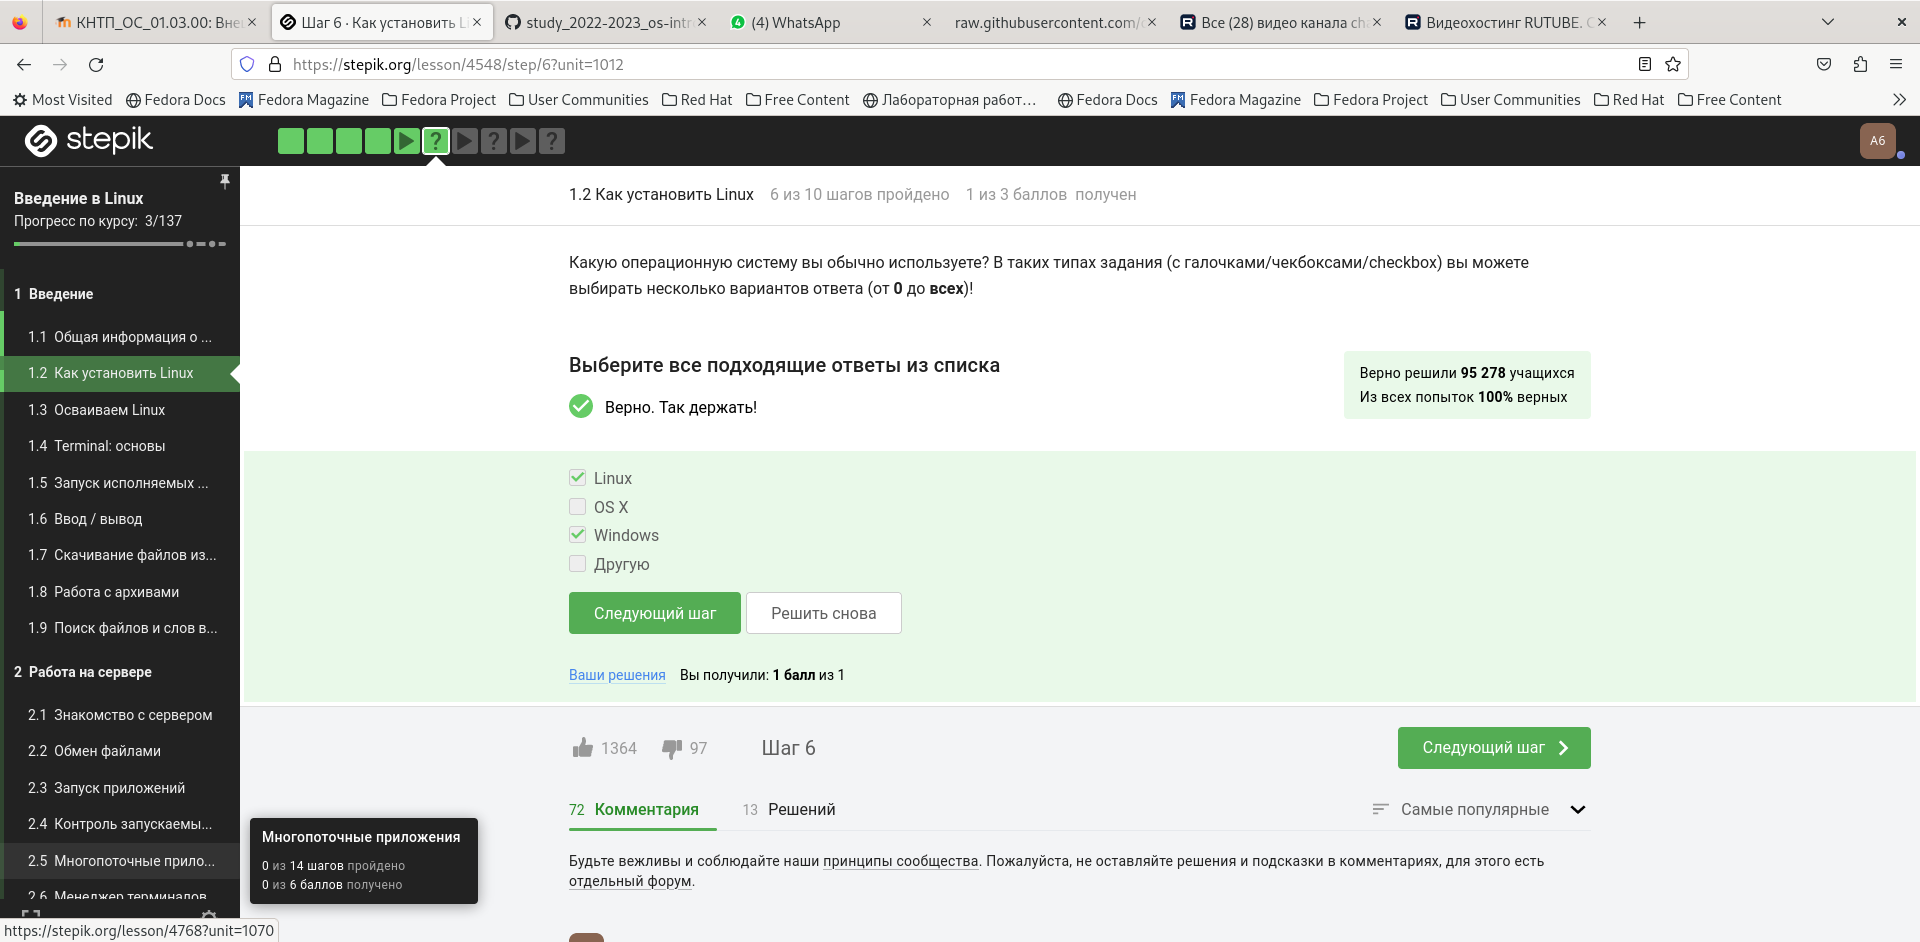 КНТП_ОС_01.03.00: Вне
Шаг 6 · Как установить Li
study_2022-2023_os-intr
(4) WhatsApp
raw.githubusercontent.com/
Все (28) видео канала ch
Видеохостинг RUTUBE. С
https://stepik.org/lesson/4548/step/6?unit=1012
Most Visited Fedora Docs Fedora Magazine Fedora Project User Communities Red Hat Free Content Лабораторная работ… Fedora Docs Fedora Magazine Fedora Project User Communities Red Hat Free Content
stepik
A6
Введение в Linux
Прогресс по курсу: 3/137
1 Введение
1.1 Общая информация о ...
1.2 Как установить Linux
1.3 Осваиваем Linux
1.4 Terminal: основы
1.5 Запуск исполняемых ...
1.6 Ввод / вывод
1.7 Скачивание файлов из...
1.8 Работа с архивами
1.9 Поиск файлов и слов в...
2 Работа на сервере
2.1 Знакомство с сервером
2.2 Обмен файлами
2.3 Запуск приложений
2.4 Контроль запускаемы...
2.5 Многопоточные прило...
2.6 Менеджер терминалов
Многопоточные приложения
0 из 14 шагов пройдено
0 из 6 баллов получено
https://stepik.org/lesson/4768?unit=1070
1.2 Как установить Linux 6 из 10 шагов пройдено 1 из 3 баллов получен
Какую операционную систему вы обычно используете? В таких типах задания (с галочками/чекбоксами/checkbox) вы можете
выбирать несколько вариантов ответа (от 0 до всех)!
Выберите все подходящие ответы из списка
Верно. Так держать!
Верно решили 95 278 учащихся
Из всех попыток 100% верных
Linux
OS X
Windows
Другую
Следующий шаг Решить снова
Ваши решения Вы получили: 1 балл из 1
1364 97 Шаг 6 Следующий шаг
72 Комментария 13 Решений Самые популярные
Будьте вежливы и соблюдайте наши принципы сообщества. Пожалуйста, не оставляйте решения и подсказки в комментариях, для этого есть
отдельный форум.